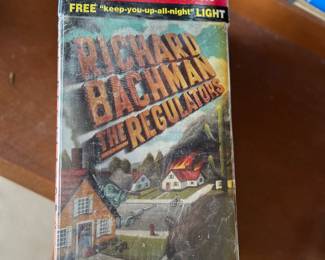 FREE "keep-you-up-all-night" LIGHT
RICHARD
BACHMAN
THE REGULATORS